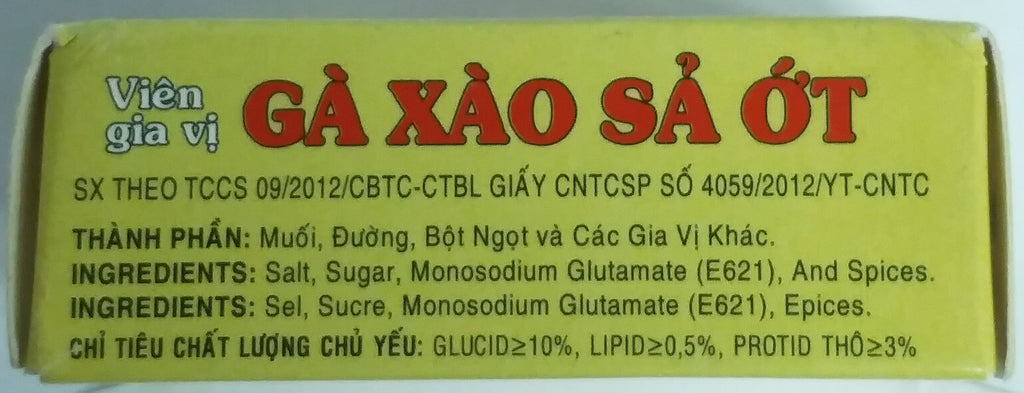 Viên
gia vị
GÀ XÀO SẢ ỚT
SX THEO TCCS 09/2012/CBTC-CTBL GIẤY CNTCSP SỐ 4059/2012/YT-CNTC
THÀNH PHẦN: Muối, Đường, Bột Ngọt và Các Gia Vị Khác.
INGREDIENTS: Salt, Sugar, Monosodium Glutamate (E621), And Spices.
INGREDIENTS: Sel, Sucre, Monosodium Glutamate (E621), Epices.
CHỈ TIÊU CHẤT LƯỢNG CHỦ YẾU: GLUCID≥10%, LIPID≥0,5%, PROTID THÔ≥3%